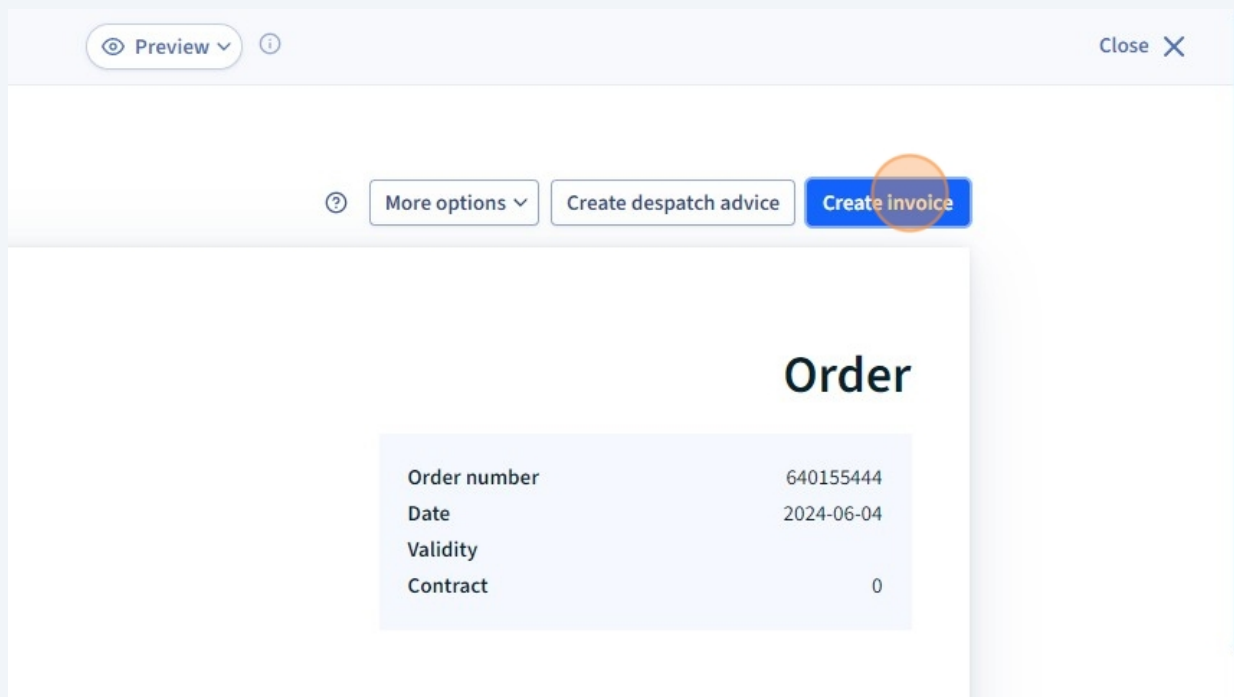 Preview
Close
More options
Create despatch advice
Create invoice
Order
Order number 640155444
Date 2024-06-04
Validity
Contract 0